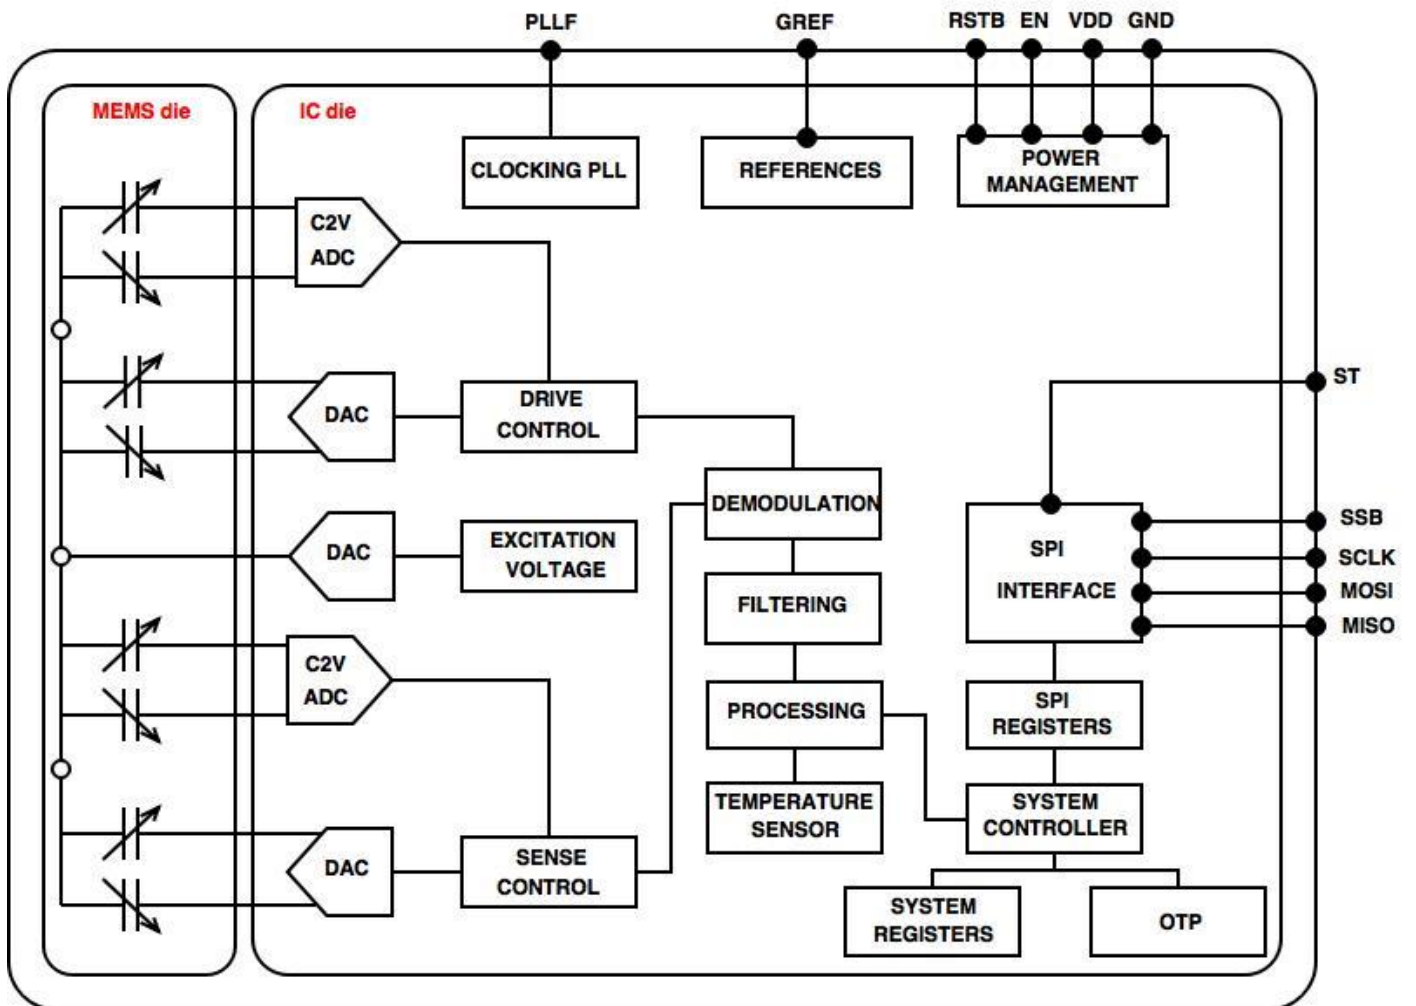 PLLF
GREF
RSTB EN VDD GND
MEMS die
IC die
CLOCKING PLL
REFERENCES
POWER
MANAGEMENT
C2V
ADC
ST
DAC
DRIVE
CONTROL
DEMODULATION
SSB
SCLK
MOSI
MISO
SPI
INTERFACE
DAC
EXCITATION
VOLTAGE
FILTERING
C2V
ADC
PROCESSING
SPI
REGISTERS
TEMPERATURE
SENSOR
SYSTEM
CONTROLLER
DAC
SENSE
CONTROL
SYSTEM
REGISTERS
OTP